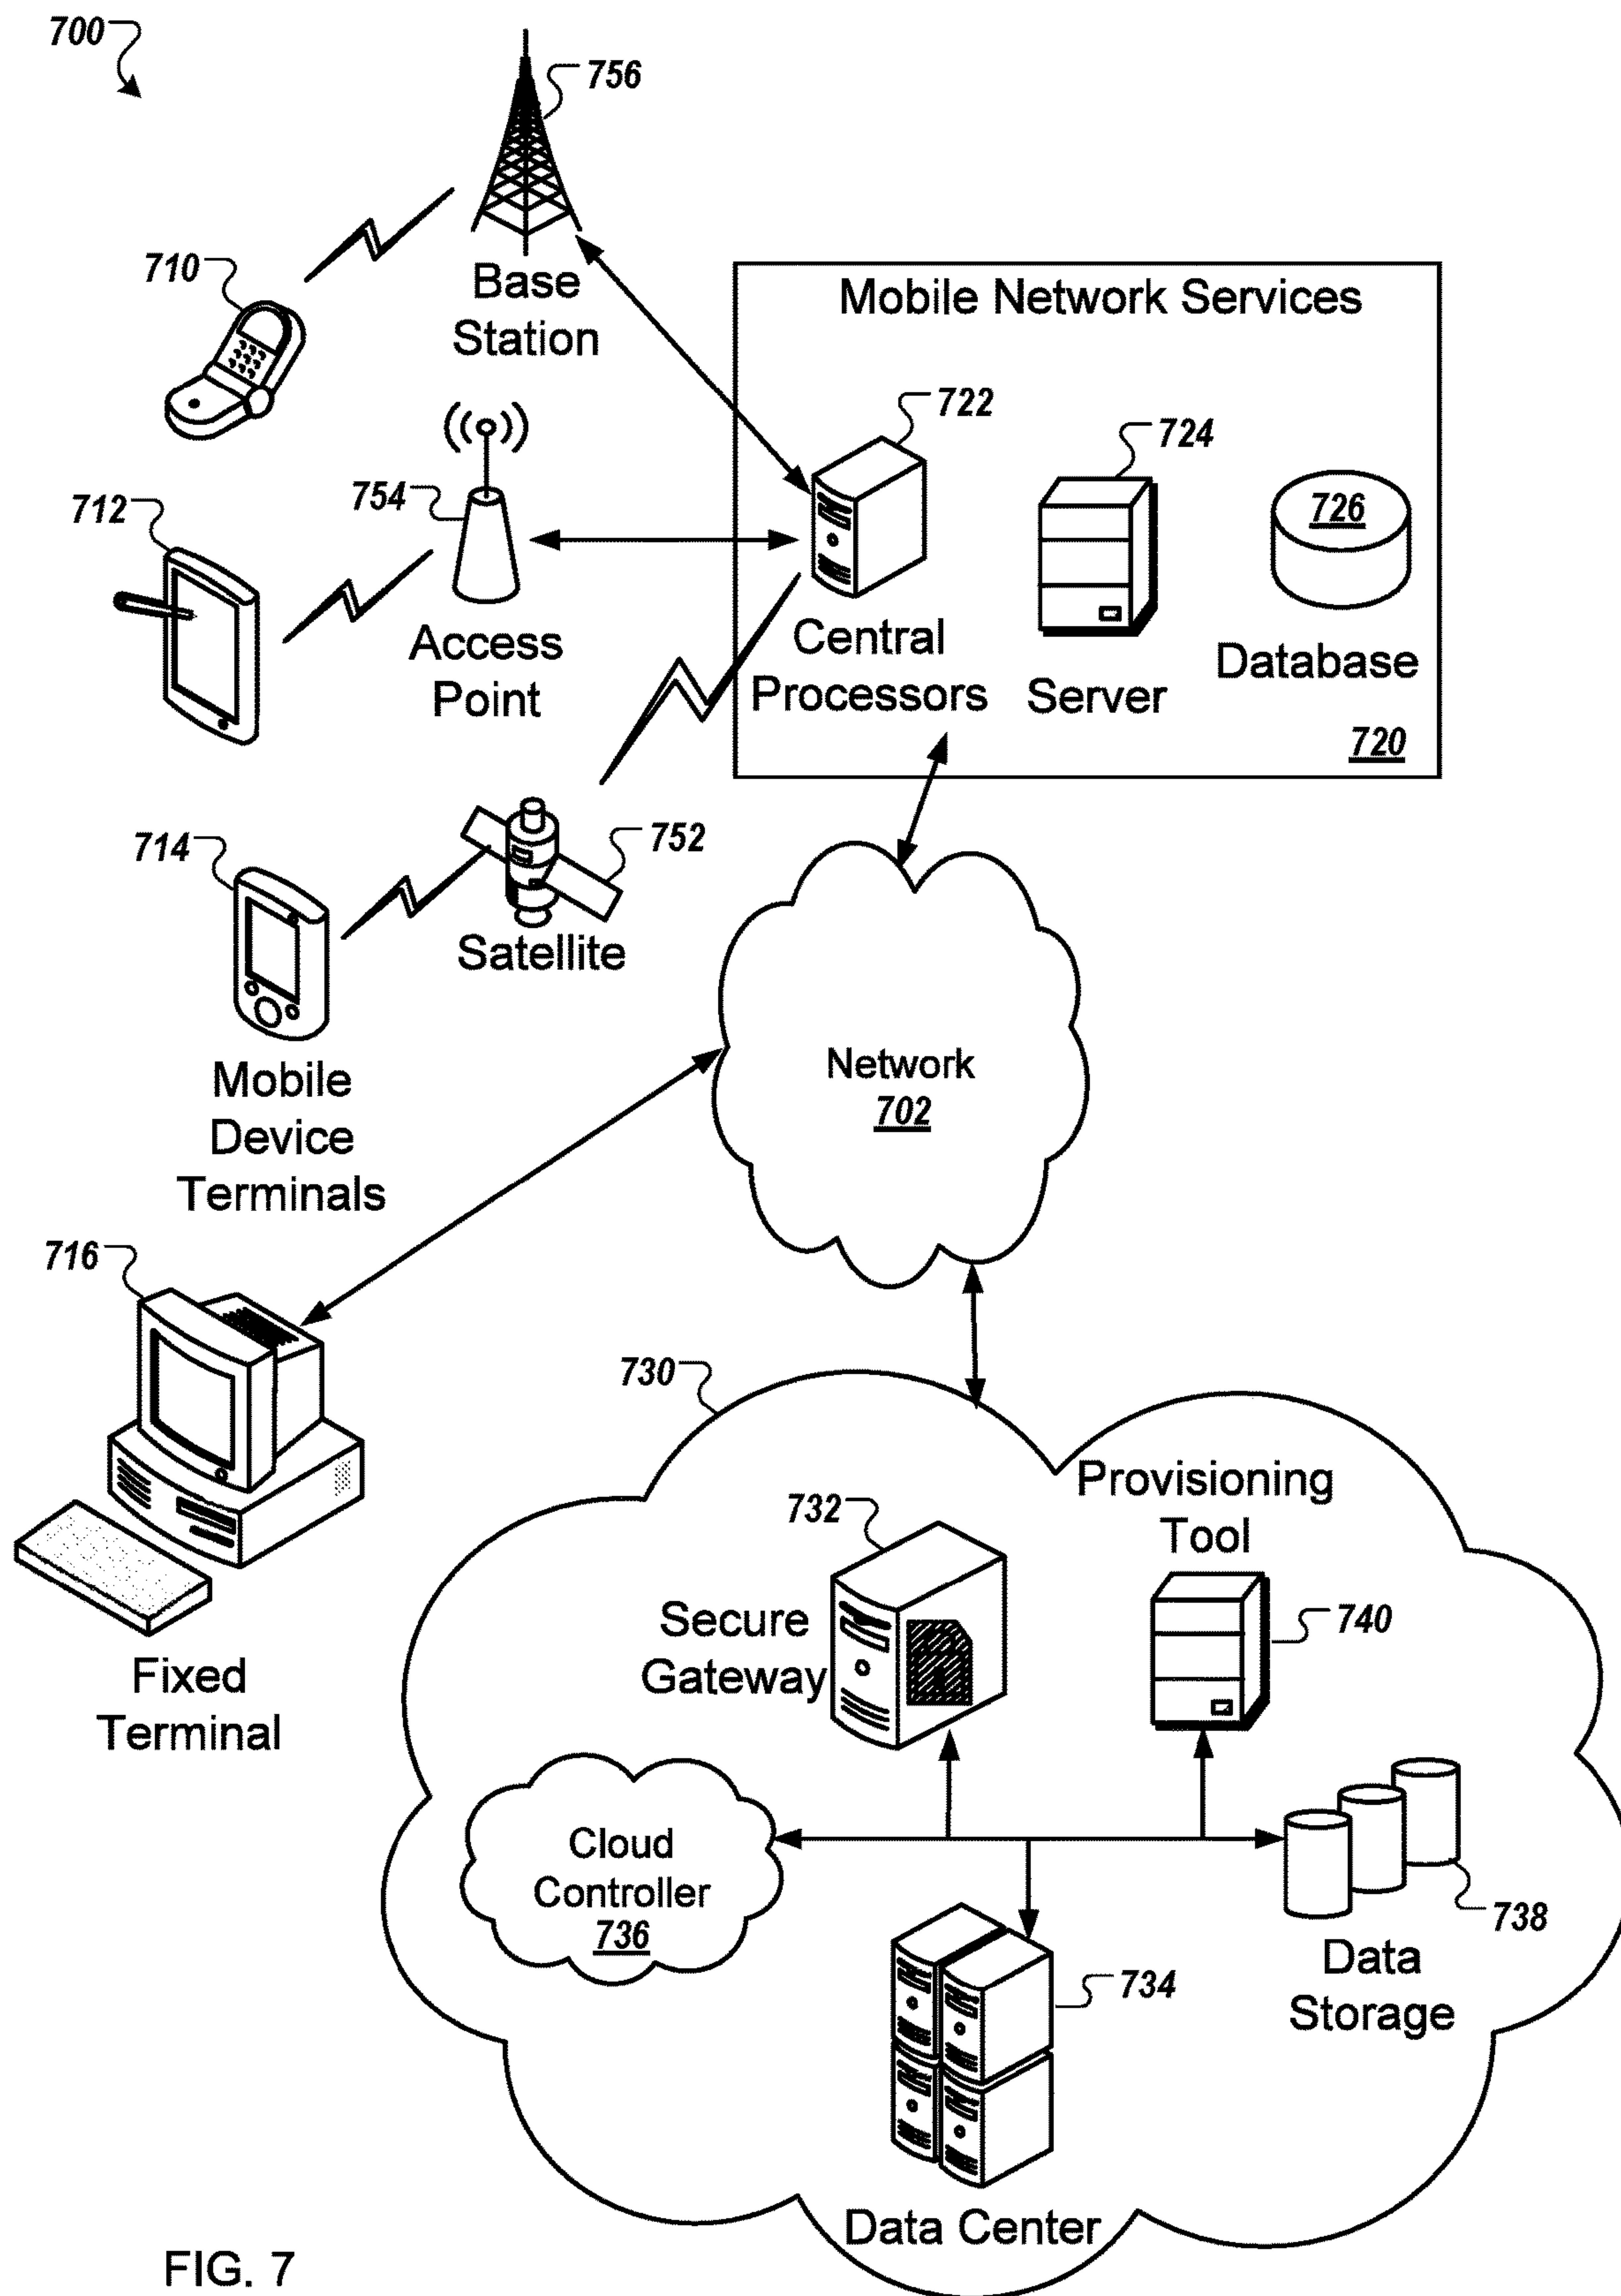 700
756
Base
Station
710
Mobile Network Services
722
724
726
Central
Processors
Server
Database
720
754
712
Access
Point
752
714
Satellite
Mobile
Device
Terminals
Network
702
716
Fixed
Terminal
730
Provisioning
Tool
732
740
Secure
Gateway
Cloud
Controller
736
738
Data
Storage
734
Data Center
FIG. 7